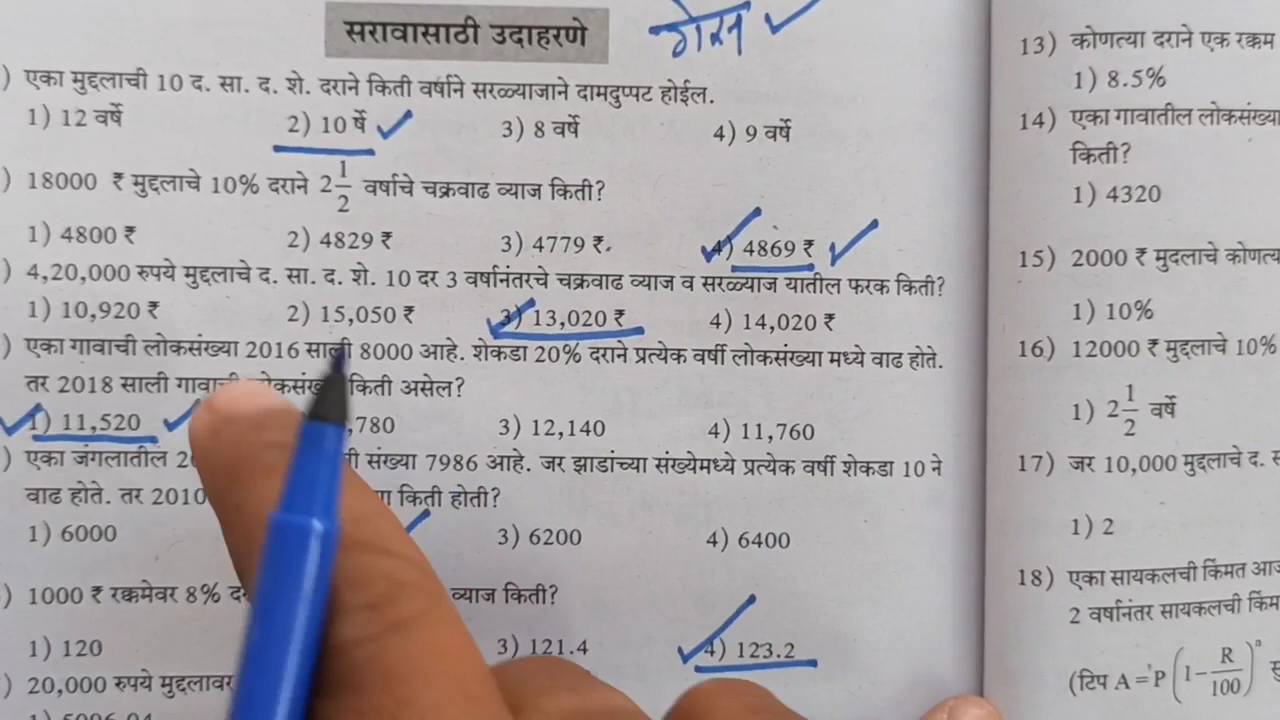 सरावासाठी उदाहरणे
) एका मुद्दलाची 10 द. सा. द. शे. दराने किती वर्षाने सरळव्याजाने दामदुप्पट होईल.
1) 12 वर्षे 2) 10 र्षे 3) 8 वर्षे 4) 9 वर्षे
) 18000 ₹ मुद्दलाचे 10% दराने 2 1/2 वर्षाचे चक्रवाढ व्याज किती?
1) 4800 ₹ 2) 4829 ₹ 3) 4779 ₹. 4) 4869 ₹
) 4,20,000 रुपये मुद्दलाचे द. सा. द. शे. 10 दर 3 वर्षानंतरचे चक्रवाढ व्याज व सरळव्याज यातील फरक किती?
1) 10,920 ₹ 2) 15,050 ₹ 3) 13,020 ₹ 4) 14,020 ₹
) एका गावाची लोकसंख्या 2016 साली 8000 आहे. शेकडा 20% दराने प्रत्येक वर्षी लोकसंख्या मध्ये वाढ होते.
तर 2018 साली गावाची लोकसंख्या किती असेल?
1) 11,520 ,780 3) 12,140 4) 11,760
) एका जंगलातील 2 संख्या 7986 आहे. जर झाडांच्या संख्येमध्ये प्रत्येक वर्षी शेकडा 10 ने
वाढ होते. तर 2010 किती होती?
1) 6000 3) 6200 4) 6400
) 1000 ₹ रक्कमेवर 8% व्याज किती?
1) 120 3) 121.4 4) 123.2
) 20,000 रुपये मुद्दलावर
13) कोणत्या दराने एक रक्कम
1) 8.5%
14) एका गावातील लोकसंख्या
किती?
1) 4320
15) 2000 ₹ मुदलाचे कोणत्य
1) 10%
16) 12000 ₹ मुद्दलाचे 10%
1) 2 1/2 वर्षे
17) जर 10,000 मुद्दलाचे द. स
1) 2
18) एका सायकलची किंमत आज
2 वर्षानंतर सायकलची किंम
(टिप A = P (1 - R/100)^n सु